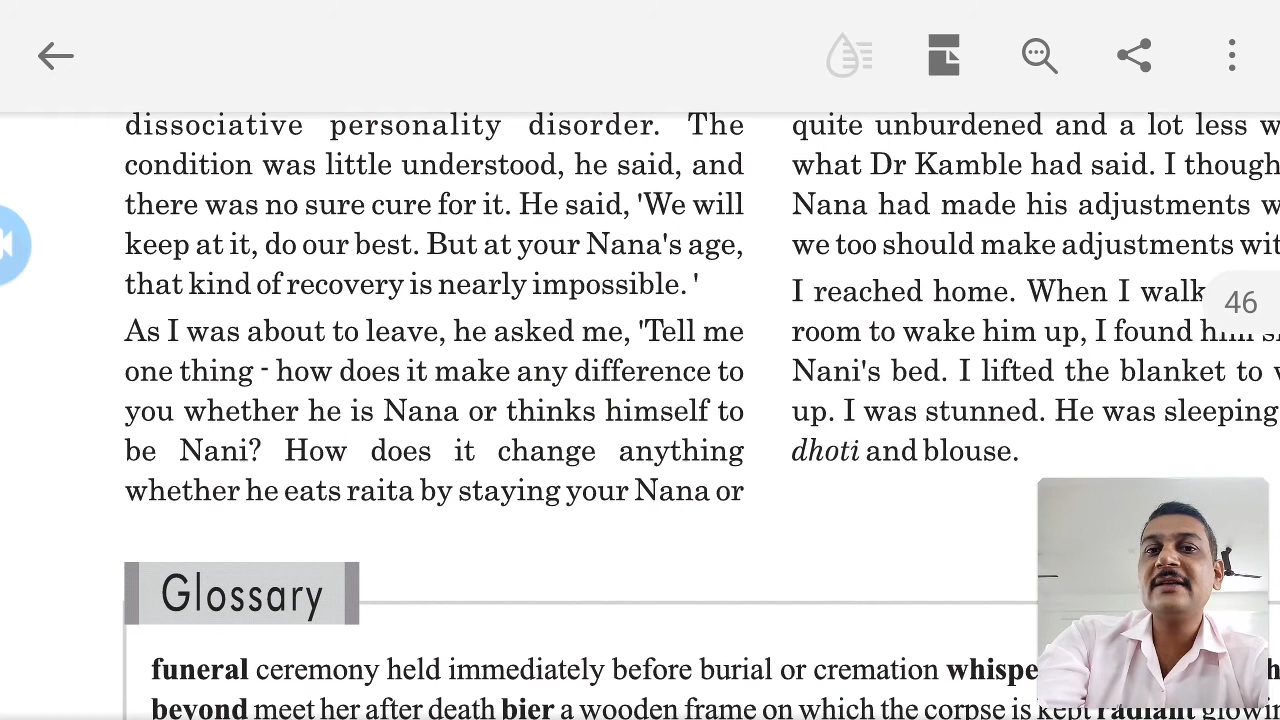 dissociative personality disorder. The
condition was little understood, he said, and
there was no sure cure for it. He said, 'We will
keep at it, do our best. But at your Nana's age,
that kind of recovery is nearly impossible. '
As I was about to leave, he asked me, 'Tell me
one thing - how does it make any difference to
you whether he is Nana or thinks himself to
be Nani? How does it change anything
whether he eats raita by staying your Nana or
quite unburdened and a lot less
what Dr Kamble had said. I
Nana had made his adjustments
we too should make adjustments
I reached home. When I
46
room to wake him up, I found
Nani's bed. I lifted the blanket to
up. I was stunned. He was sleeping
dhoti and blouse.
Glossary
funeral ceremony held immediately before burial or cremation
beyond meet her after death bier a wooden frame on which the corpse is kept radiant